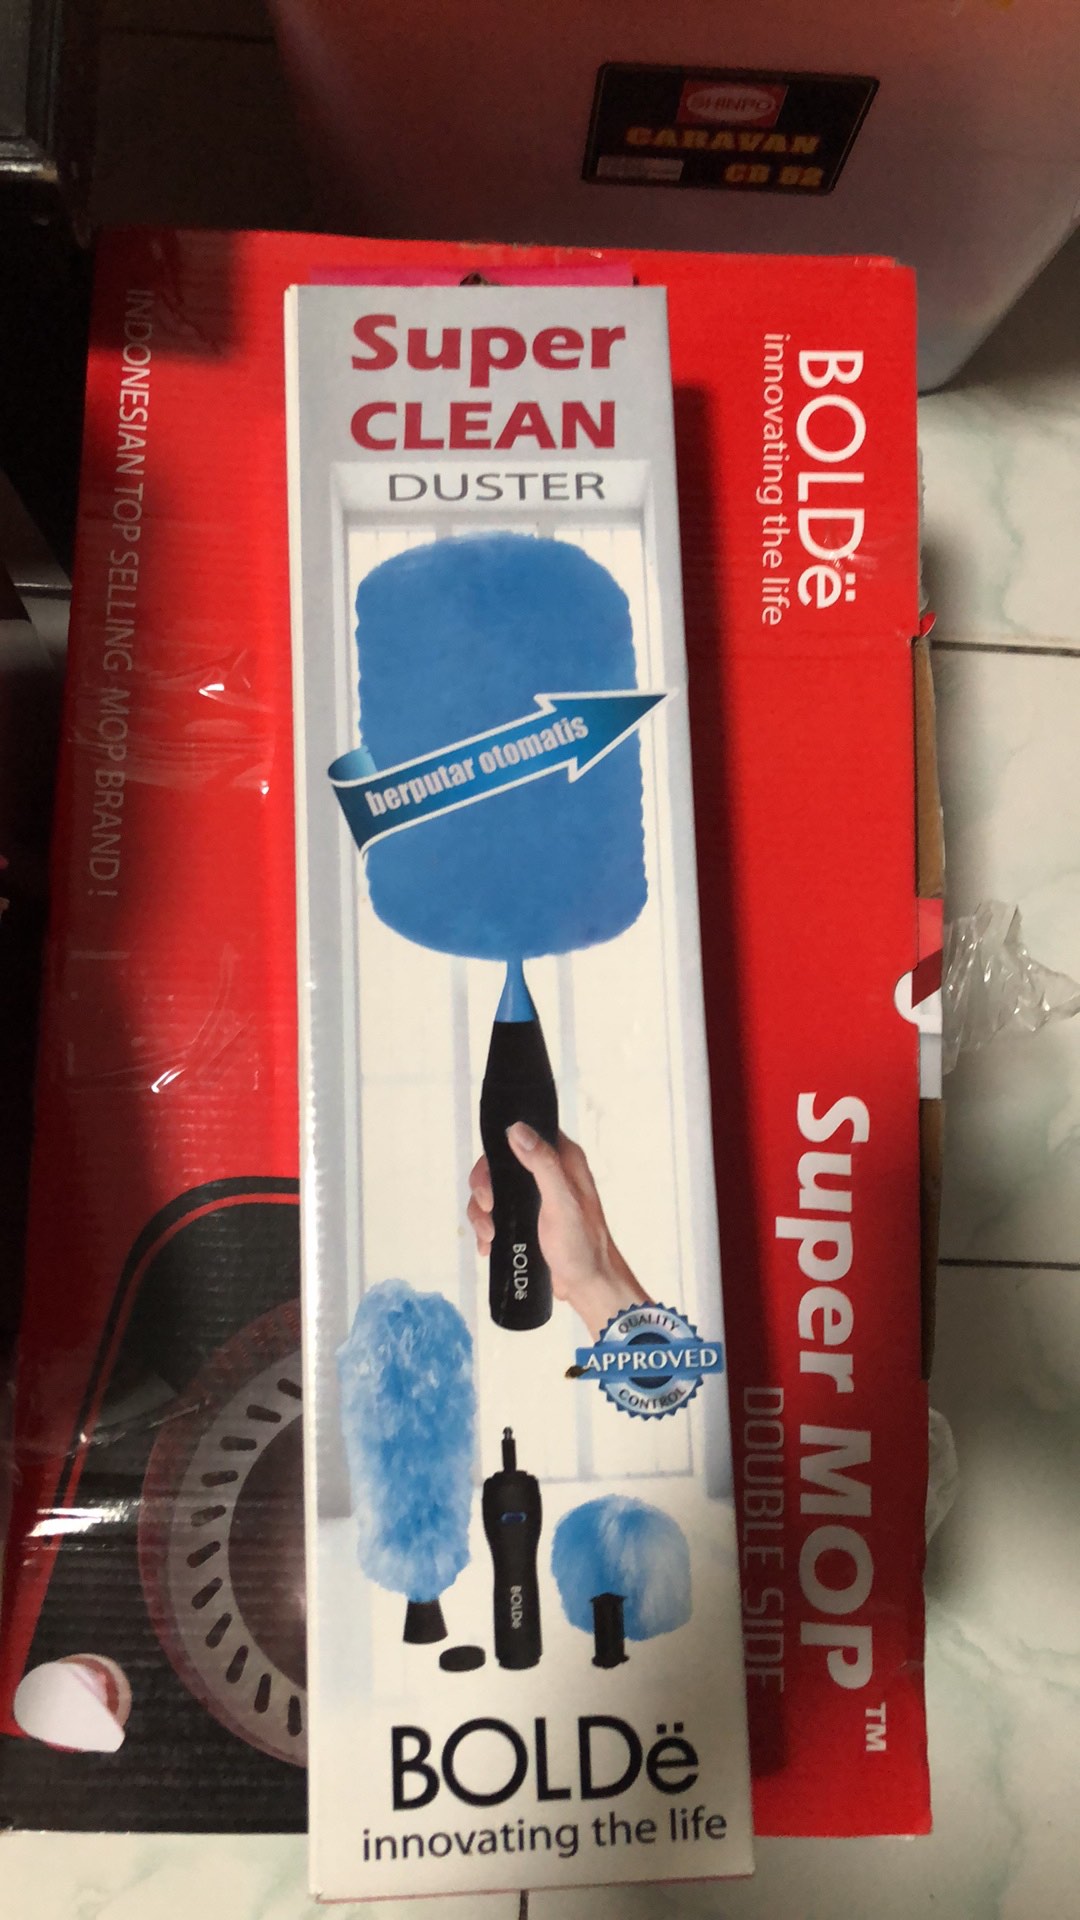 SHINPO
CARAVAN
CB 52
INDONESIAN TOP SELLING MOP BRAND!
BOLDë
innovating the life
Super MOP™
DOUBLE SIDE
Super
CLEAN
DUSTER
berputar otomatis
BOLDë
QUALITY
APPROVED
CONTROL
BOLDë
BOLDë
innovating the life